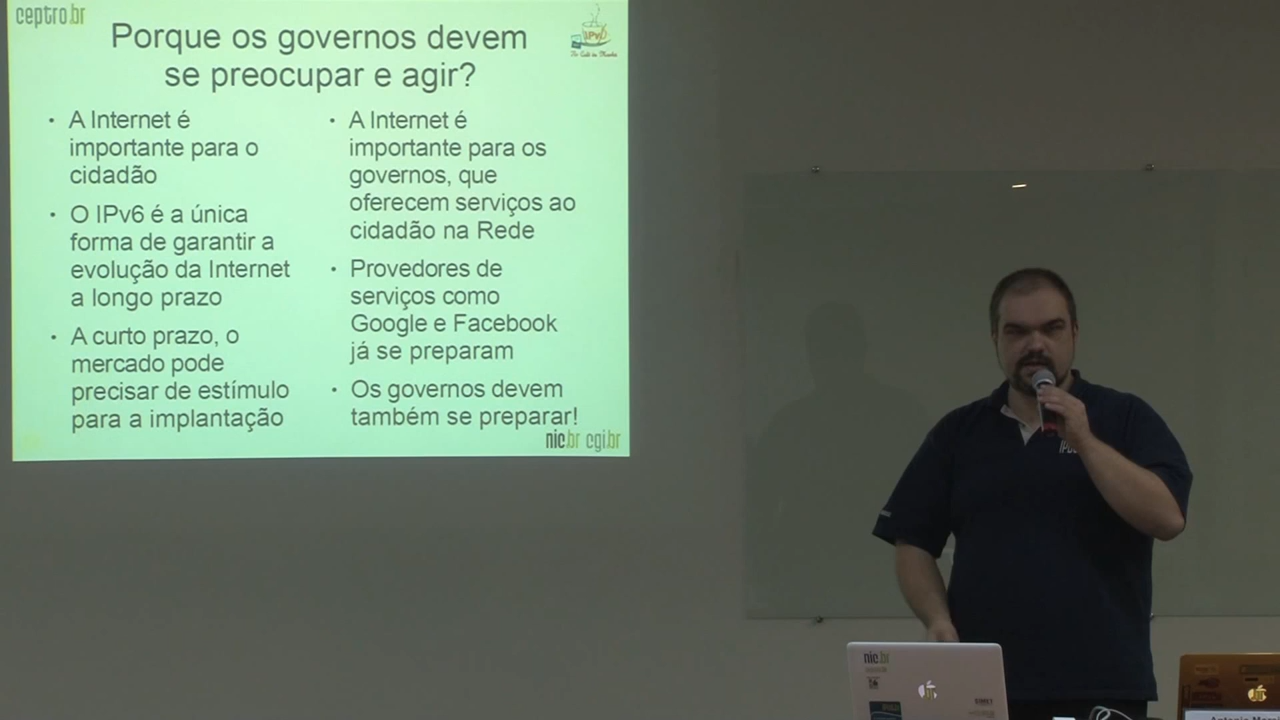 ceptro.br
Porque os governos devem
se preocupar e agir?
IPv6
• A Internet é
importante para o
cidadão
• O IPv6 é a única
forma de garantir a
evolução da Internet
a longo prazo
• A curto prazo, o
mercado pode
precisar de estímulo
para a implantação
• A Internet é
importante para os
governos, que
oferecem serviços ao
cidadão na Rede
• Provedores de
serviços como
Google e Facebook
já se preparam
• Os governos devem
também se preparar!
nic.br cgi.br
nic.br